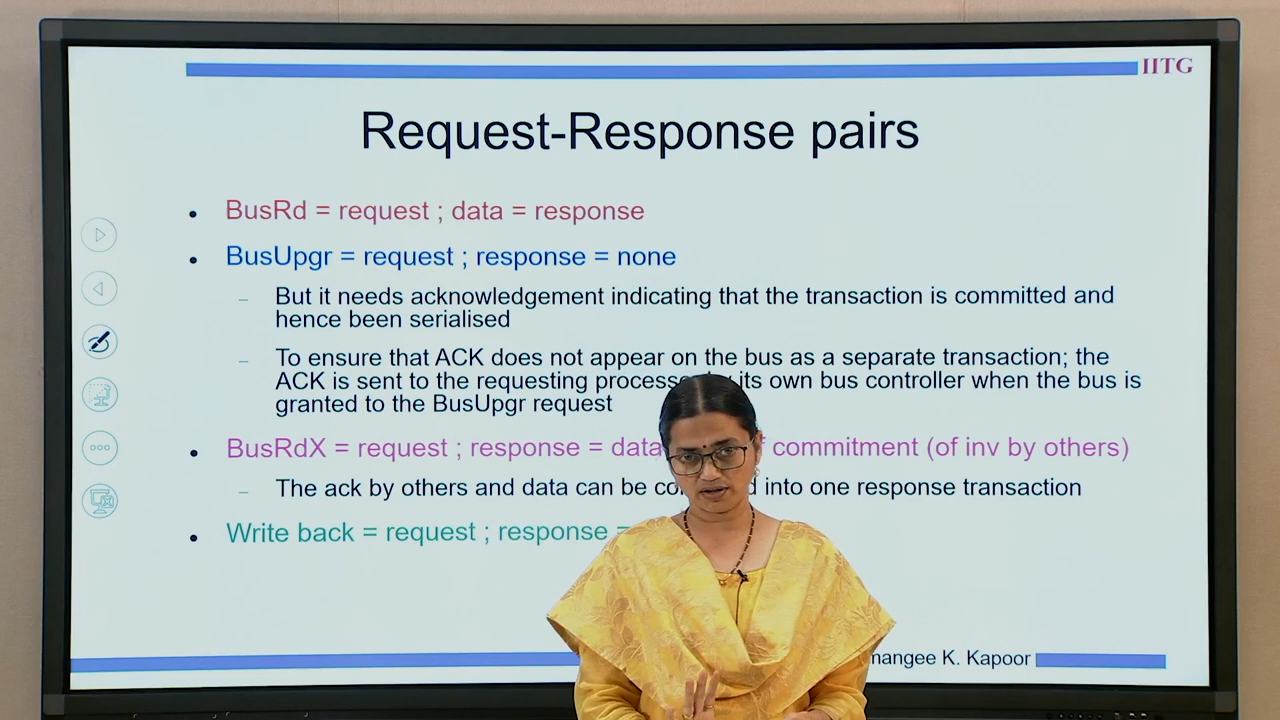 IITG
Request-Response pairs
• BusRd = request ; data = response
• BusUpgr = request ; response = none
– But it needs acknowledgement indicating that the transaction is committed and
hence been serialised
– To ensure that ACK does not appear on the bus as a separate transaction; the
ACK is sent to the requesting its own bus controller when the bus is
granted to the BusUpgr request
• BusRdX = request ; response = data commitment (of inv by others)
– The ack by others and data can be into one response transaction
• Write back = request ; response =
K. Kapoor